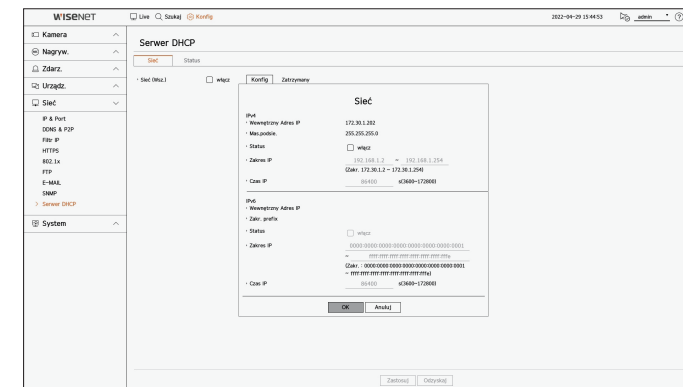 WISENET
Live Szukaj Konfig
2022-04-29 15:44:53 admin ?
Kamera
Nagryw.
Zdarz.
Urządz.
Sieć
IP & Port
DDNS & P2P
Filtr IP
HTTPS
802.1x
FTP
E-MAIL
SNMP
> Serwer DHCP
System
Serwer DHCP
Sieć Status
Sieć (Wsz.) włącz Konfig Zatrzymany
Sieć
IPv4
Wewnętrzny Adres IP 172.30.1.202
Mas.podsie. 255.255.255.0
Status włącz
Zakres IP 192.168.1.2 ~ 192.168.1.254
(Zakr. 172.30.1.2 ~ 172.30.1.254)
Czas IP 86400 s(3600~172800)
IPv6
Wewnętrzny Adres IP
Zakr. prefix
Status włącz
Zakres IP 0000:0000:0000:0000:0000:0000:0000:0001
~ ffff:ffff:ffff:ffff:ffff:ffff:ffff:fffe
(Zakr. : 0000:0000:0000:0000:0000:0000:0000:0001
~ ffff:ffff:ffff:ffff:ffff:ffff:ffff:fffe)
Czas IP 86400 s(3600~172800)
OK Anuluj
Zastosuj Odzyskaj